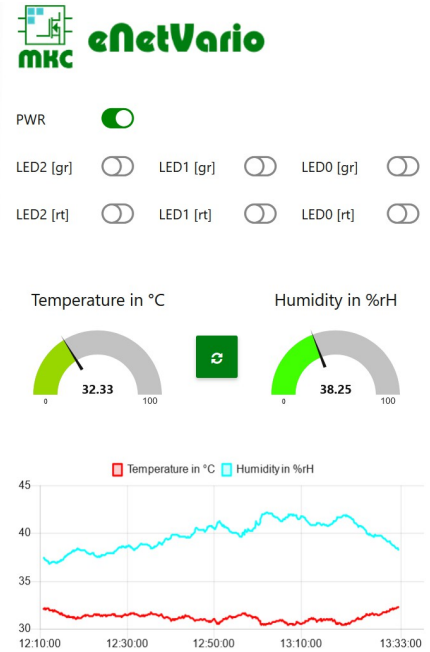 MKC
eNetVario
PWR
LED2 [gr] LED1 [gr] LED0 [gr]
LED2 [rt] LED1 [rt] LED0 [rt]
Temperature in °C Humidity in %rH
32.33 38.25
0 100 0 100
Temperature in °C Humidity in %rH
45
40
35
30
12:10:00 12:30:00 12:50:00 13:10:00 13:33:00